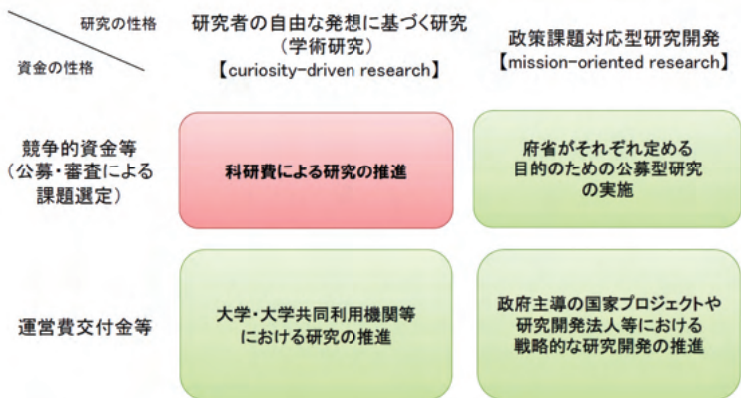 研究の性格
資金の性格
研究者の自由な発想に基づく研究
(学術研究)
【curiosity-driven research】
政策課題対応型研究開発
【mission-oriented research】
競争的資金等
(公募・審査による
課題選定)
科研費による研究の推進
府省がそれぞれ定める
目的のための公募型研究
の実施
運営費交付金等
大学・大学共同利用機関等
における研究の推進
政府主導の国家プロジェクトや
研究開発法人等における
戦略的な研究開発の推進